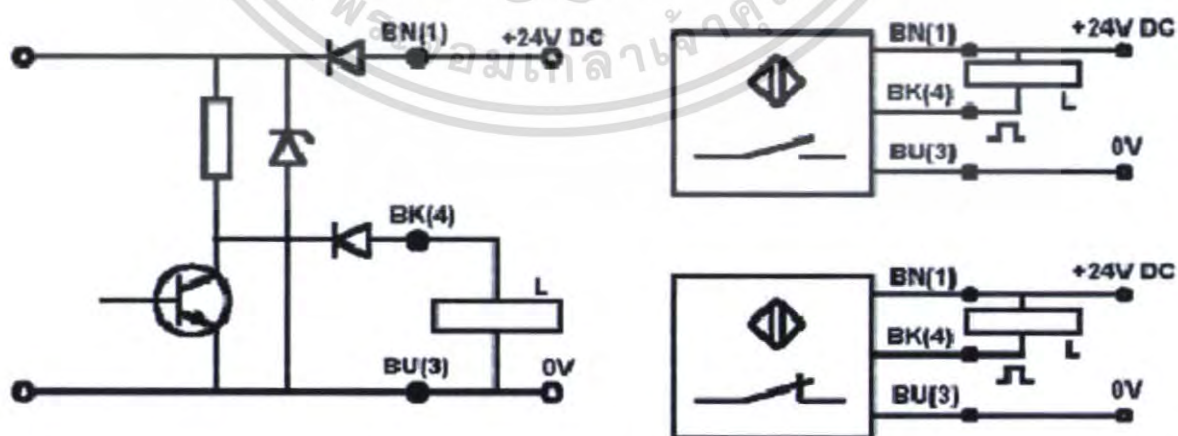 BN(1) +24V DC
BK(4)
L
BU(3) 0V
BN(1) +24V DC
BK(4) L
BU(3) 0V
BN(1) +24V DC
BK(4) L
BU(3) 0V